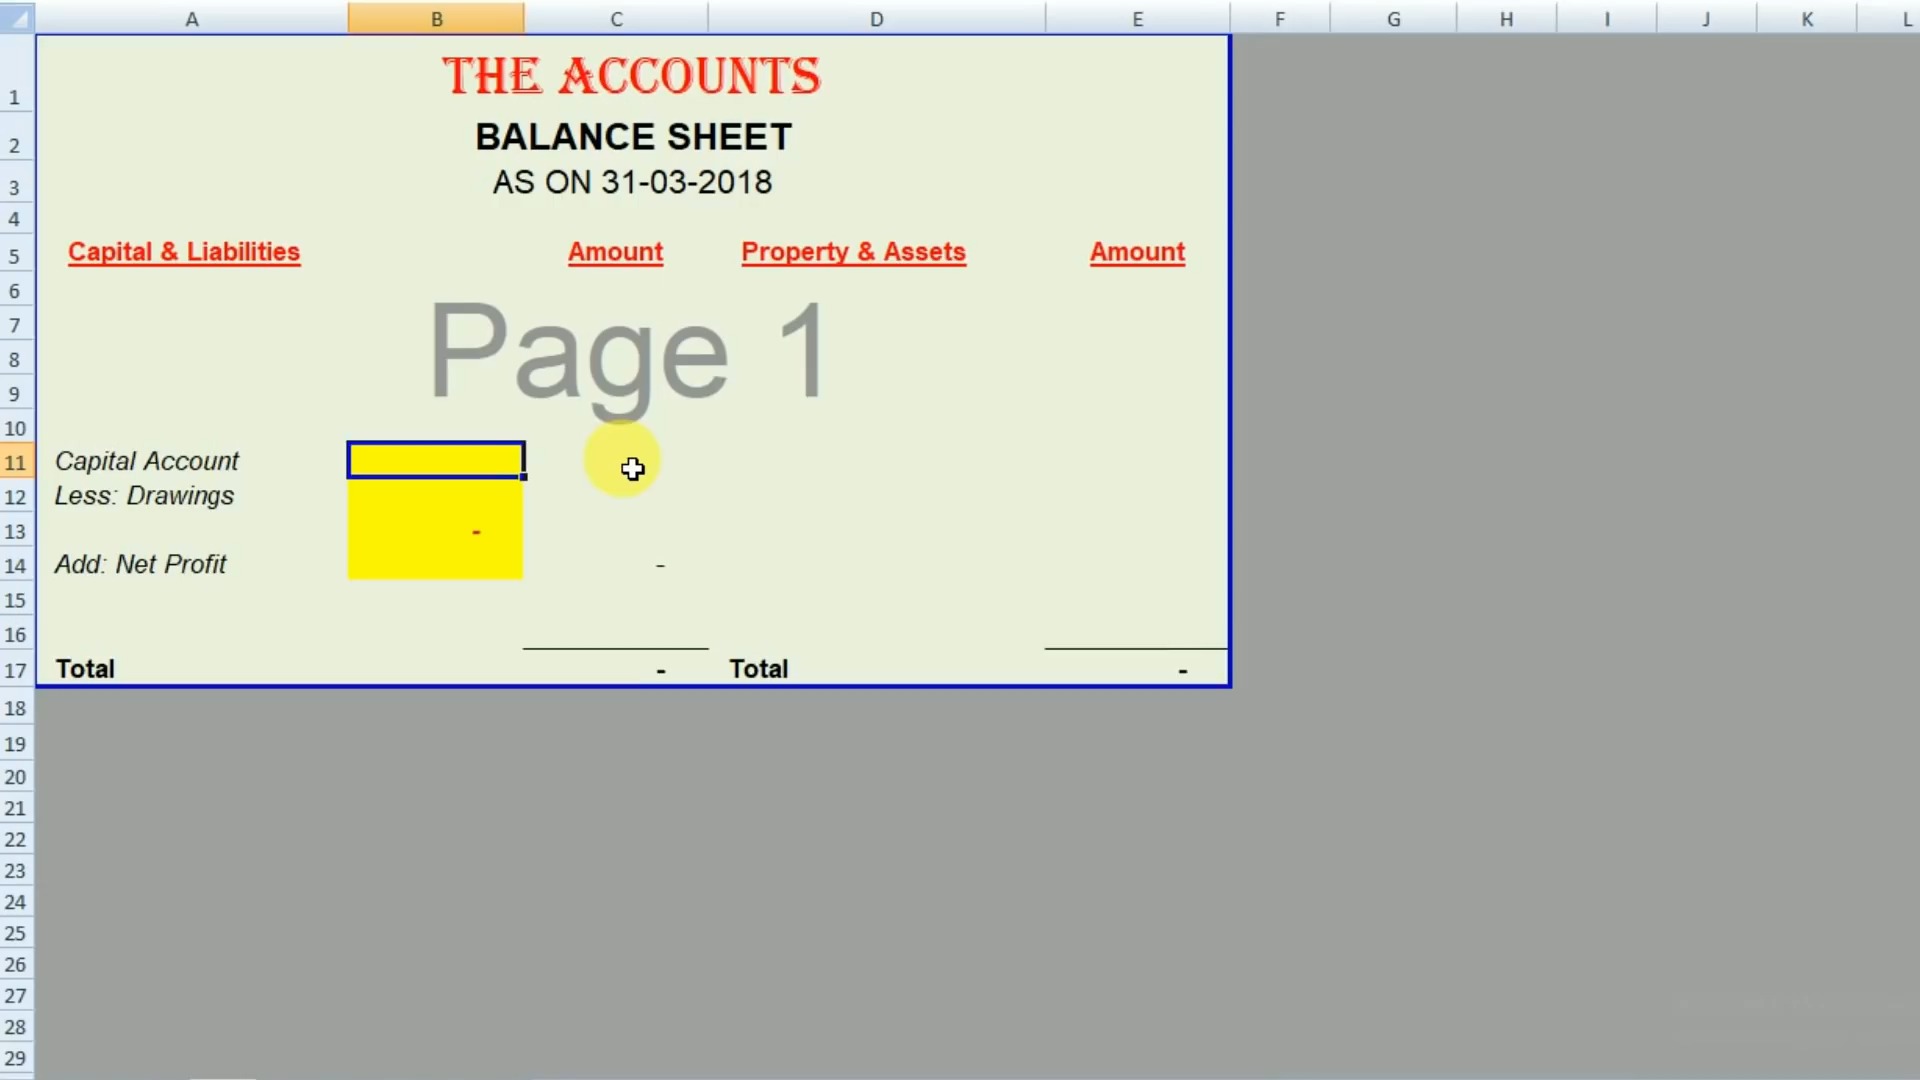 A B C D E F G H I J K L
1 THE ACCOUNTS
2 BALANCE SHEET
3 AS ON 31-03-2018
4
5 Capital & Liabilities Amount Property & Assets Amount
6
Page 1
7
8
9
10
11 Capital Account
12 Less: Drawings
13 -
14 Add: Net Profit -
15
16
17 Total - Total -
18
19
20
21
22
23
24
25
26
27
28
29